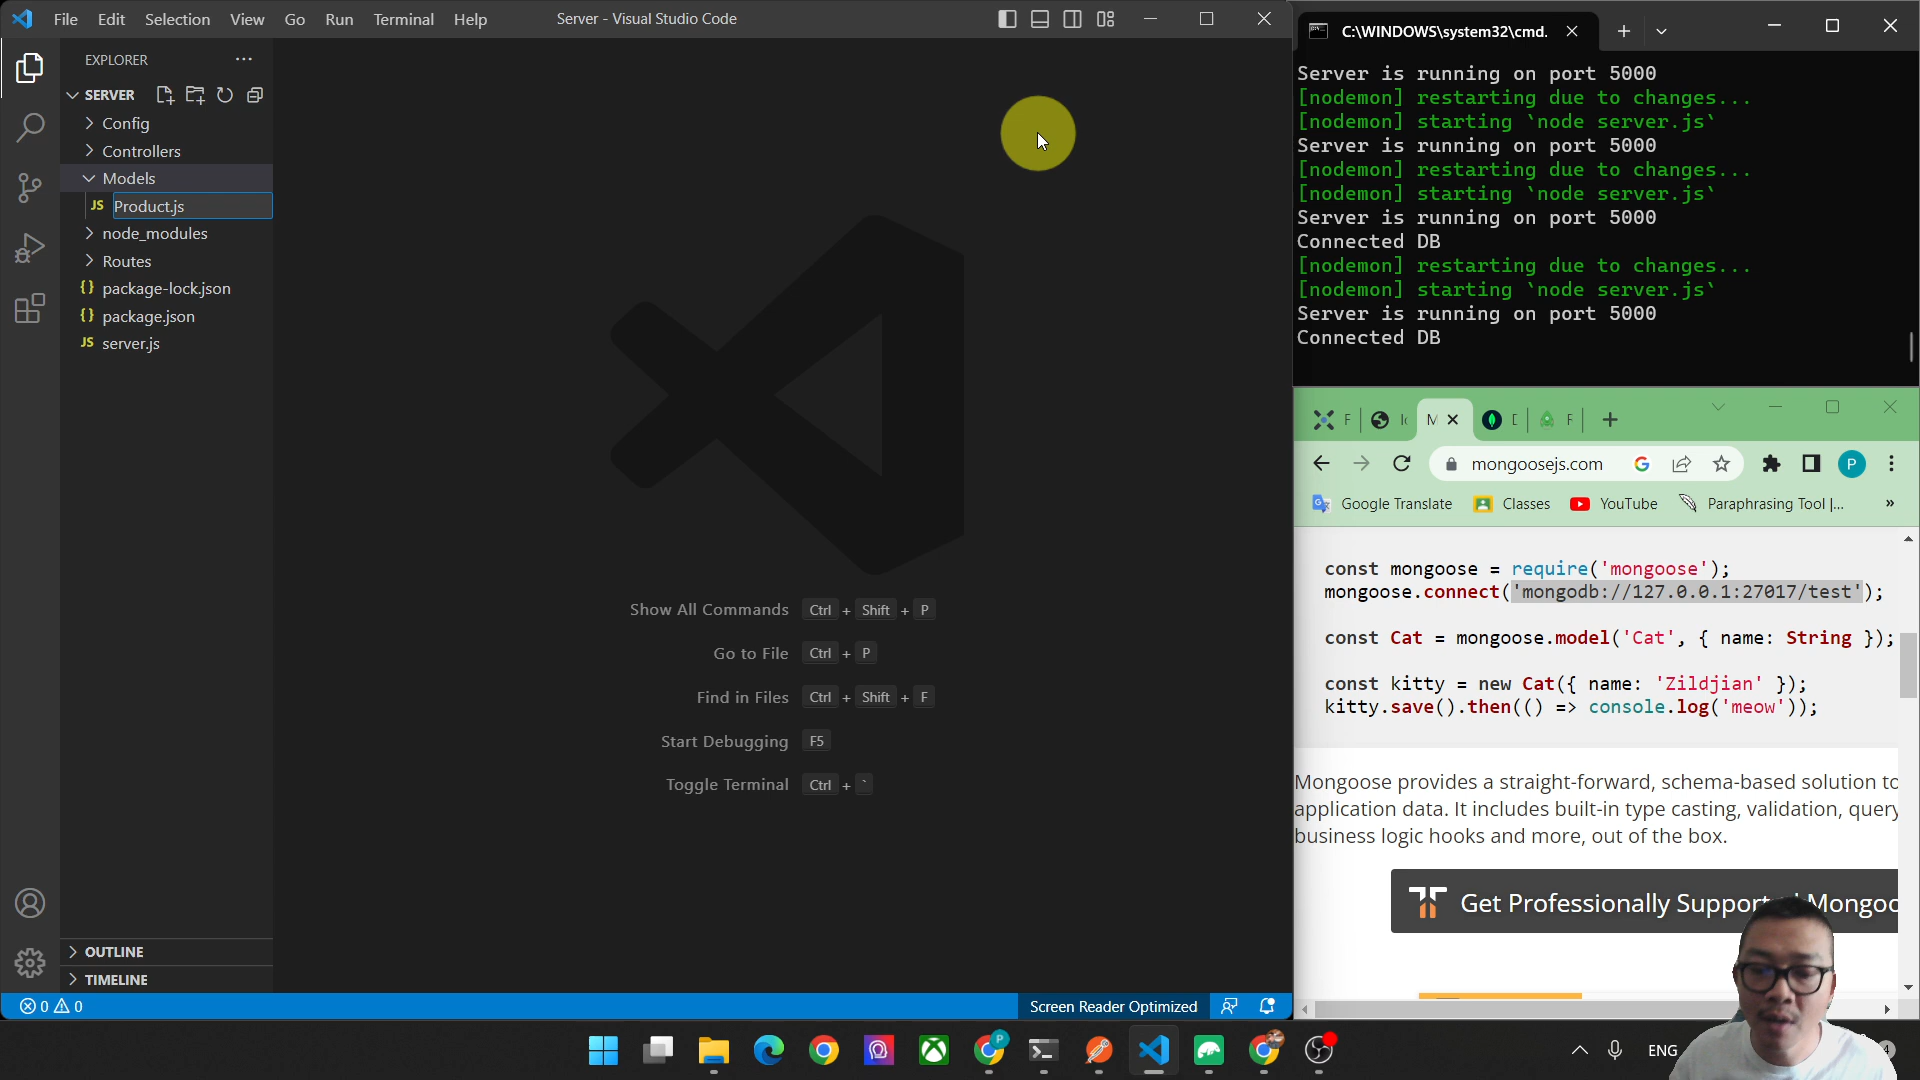 File Edit Selection View Go Run Terminal Help
Server - Visual Studio Code
EXPLORER
SERVER
Config
Controllers
Models
JS Product.js
node_modules
Routes
{} package-lock.json
{} package.json
JS server.js
OUTLINE
TIMELINE
Show All Commands Ctrl + Shift + P
Go to File Ctrl + P
Find in Files Ctrl + Shift + F
Start Debugging F5
Toggle Terminal Ctrl + `
0 0
Screen Reader Optimized
C:\WINDOWS\system32\cmd.
Server is running on port 5000
[nodemon] restarting due to changes...
[nodemon] starting `node server.js`
Server is running on port 5000
[nodemon] restarting due to changes...
[nodemon] starting `node server.js`
Server is running on port 5000
Connected DB
[nodemon] restarting due to changes...
[nodemon] starting `node server.js`
Server is running on port 5000
Connected DB
mongoosejs.com
P
Google Translate Classes YouTube Paraphrasing Tool |... »
const mongoose = require('mongoose');
mongoose.connect('mongodb://127.0.0.1:27017/test');
const Cat = mongoose.model('Cat', { name: String });
const kitty = new Cat({ name: 'Zildjian' });
kitty.save().then(() => console.log('meow'));
Mongoose provides a straight-forward, schema-based solution to
application data. It includes built-in type casting, validation, query
business logic hooks and more, out of the box.
Get Professionally Supported Mongoo
ENG